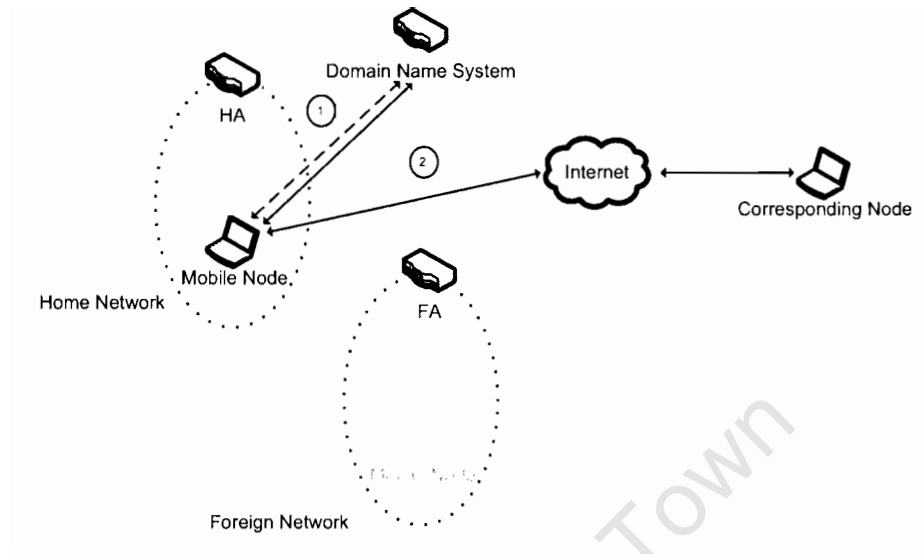 Domain Name System
HA
1
2
Internet
Corresponding Node
Mobile Node
Home Network
FA
Foreign Network
Town